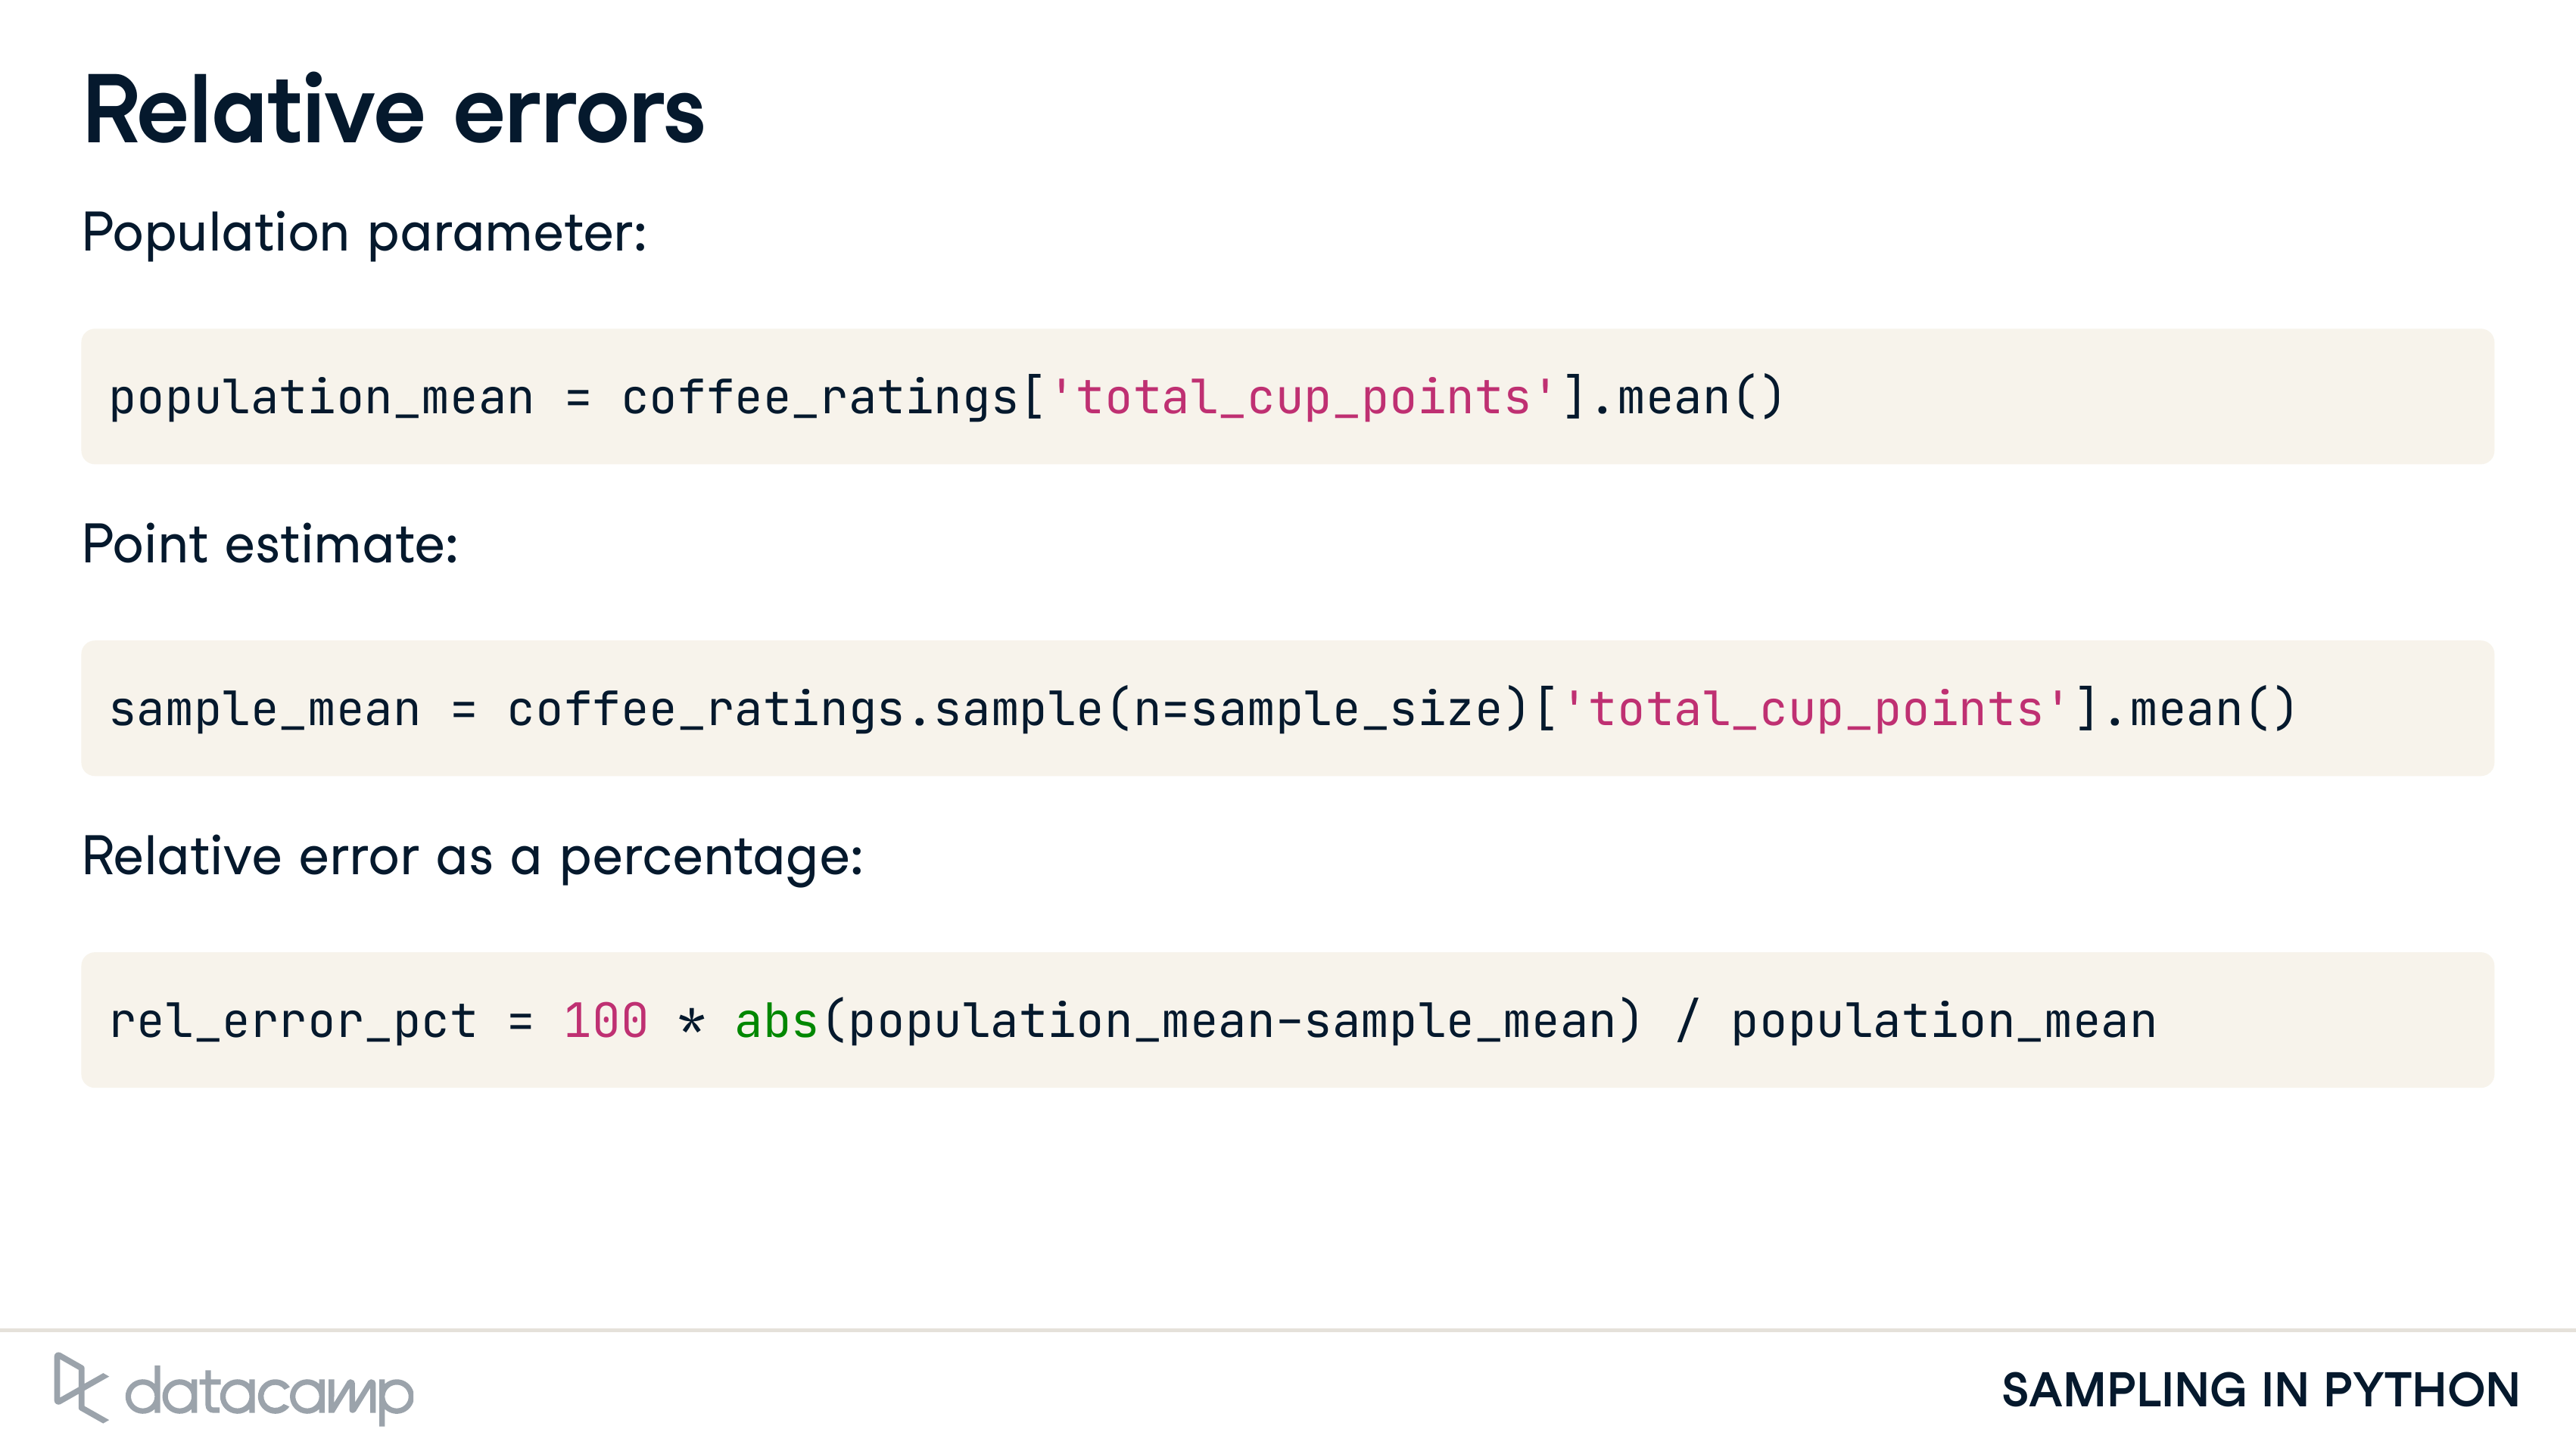 Relative errors
Population parameter:
population_mean = coffee_ratings['total_cup_points'].mean()
Point estimate:
sample_mean = coffee_ratings.sample(n=sample_size)['total_cup_points'].mean()
Relative error as a percentage:
rel_error_pct = 100 * abs(population_mean-sample_mean) / population_mean
datacamp
SAMPLING IN PYTHON